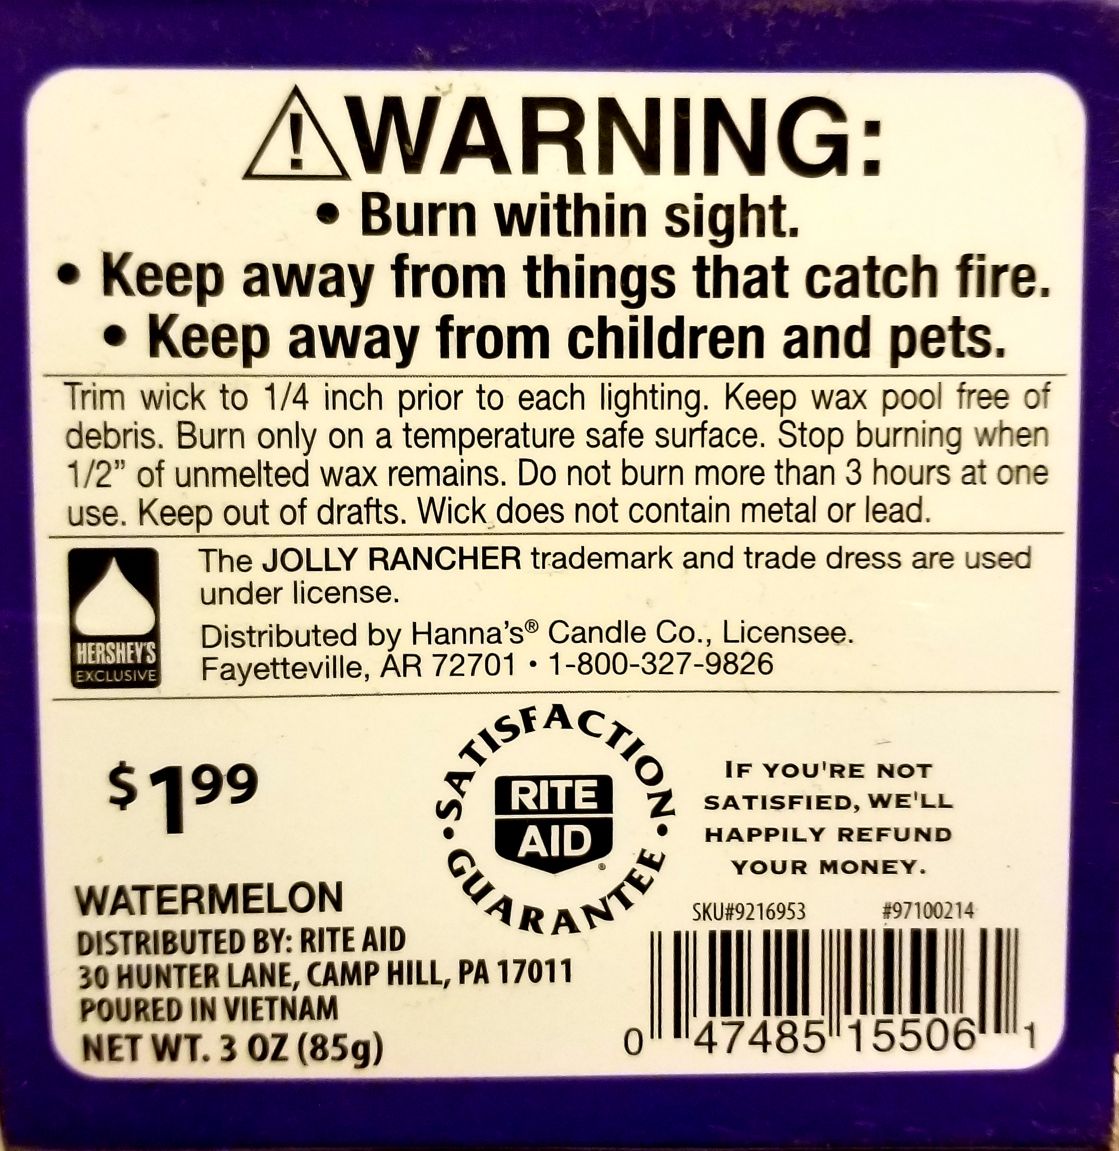 ⚠WARNING:
• Burn within sight.
• Keep away from things that catch fire.
• Keep away from children and pets.
Trim wick to 1/4 inch prior to each lighting. Keep wax pool free of
debris. Burn only on a temperature safe surface. Stop burning when
1/2” of unmelted wax remains. Do not burn more than 3 hours at one
use. Keep out of drafts. Wick does not contain metal or lead.
HERSHEY'S
EXCLUSIVE
The JOLLY RANCHER trademark and trade dress are used
under license.
Distributed by Hanna's® Candle Co., Licensee.
Fayetteville, AR 72701 • 1-800-327-9826
$1.99
SATISFACTION
RITE
AID®
• GUARANTEE •
IF YOU'RE NOT
SATISFIED, WE'LL
HAPPILY REFUND
YOUR MONEY.
WATERMELON
DISTRIBUTED BY: RITE AID
30 HUNTER LANE, CAMP HILL, PA 17011
POURED IN VIETNAM
NET WT. 3 OZ (85g)
SKU#9216953 #97100214
0 47485 15506 1